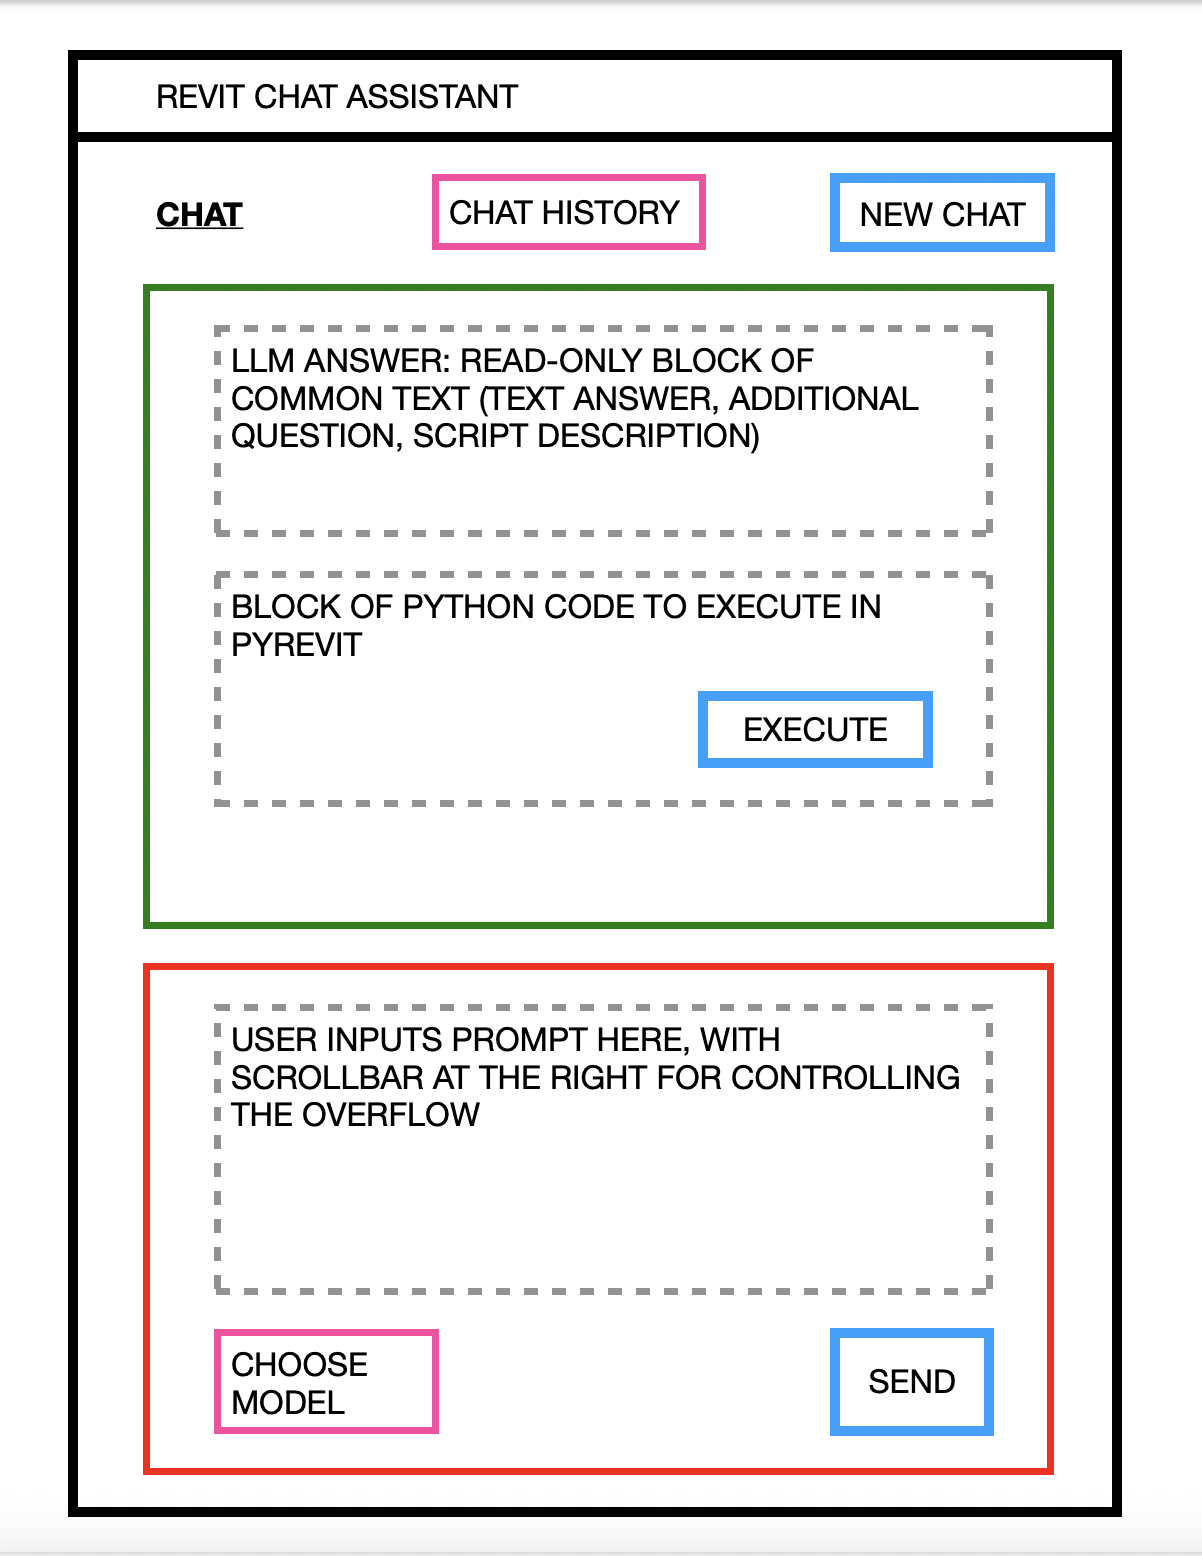 REVIT CHAT ASSISTANT
CHAT
CHAT HISTORY
NEW CHAT
LLM ANSWER: READ-ONLY BLOCK OF
COMMON TEXT (TEXT ANSWER, ADDITIONAL
QUESTION, SCRIPT DESCRIPTION)
BLOCK OF PYTHON CODE TO EXECUTE IN
PYREVIT
EXECUTE
USER INPUTS PROMPT HERE, WITH
SCROLLBAR AT THE RIGHT FOR CONTROLLING
THE OVERFLOW
CHOOSE
MODEL
SEND